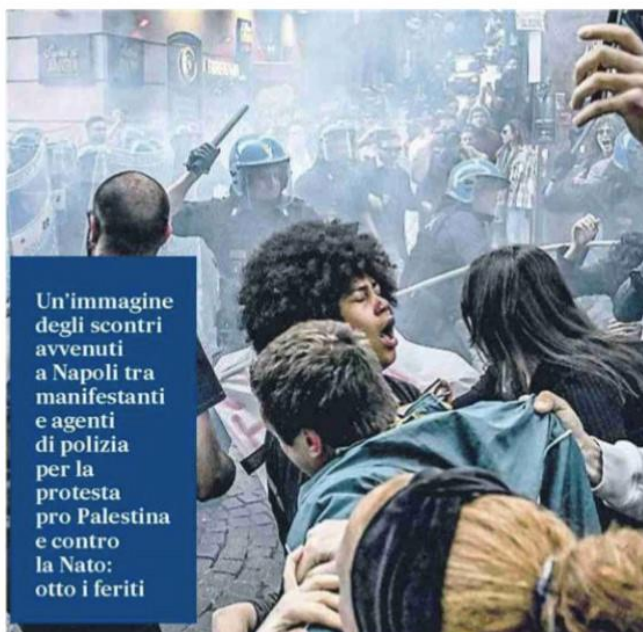 Un'immagine
degli scontri
avvenuti
a Napoli tra
manifestanti
e agenti
di polizia
per la
protesta
pro Palestina
e contro
la Nato:
otto i feriti